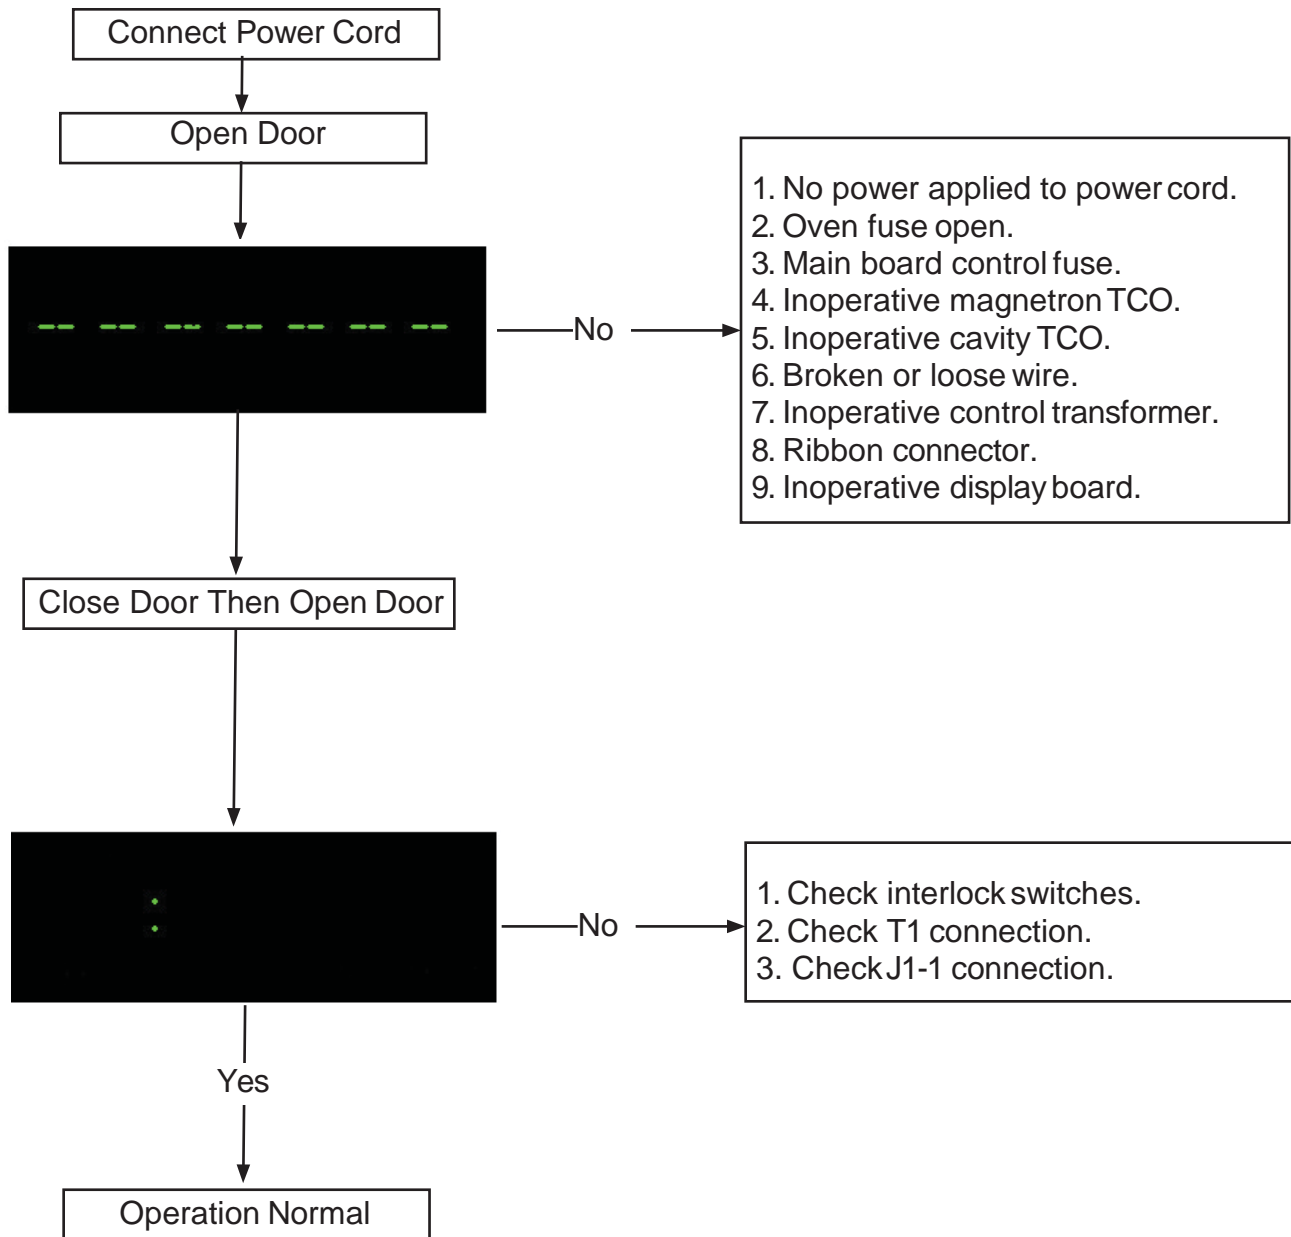 Connect Power Cord
Open Door
No
1. No power applied to power cord.
2. Oven fuse open.
3. Main board control fuse.
4. Inoperative magnetron TCO.
5. Inoperative cavity TCO.
6. Broken or loose wire.
7. Inoperative control transformer.
8. Ribbon connector.
9. Inoperative display board.
Close Door Then Open Door
:
No
1. Check interlock switches.
2. Check T1 connection.
3. Check J1-1 connection.
Yes
Operation Normal